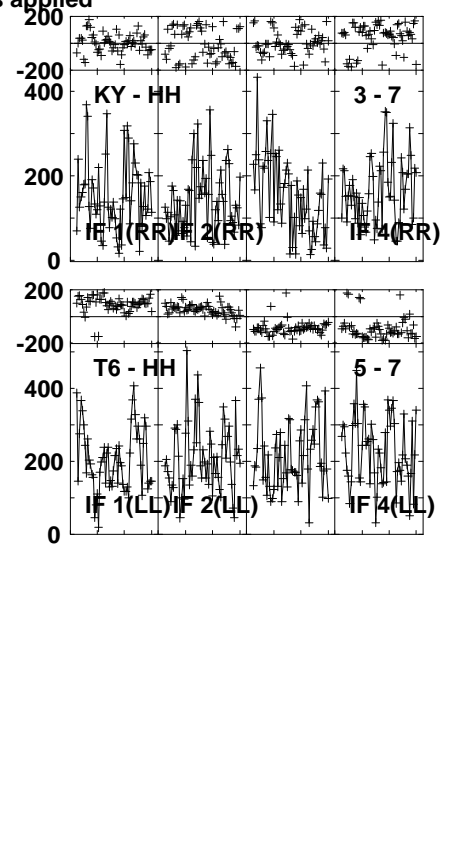 applied
200
-200
400
KY - HH 3 - 7
200
IF 1(RR) IF 2(RR) IF 4(RR)
0
200
-200
T6 - HH 5 - 7
400
200
IF 1(LL) IF 2(LL) IF 4(LL)
0